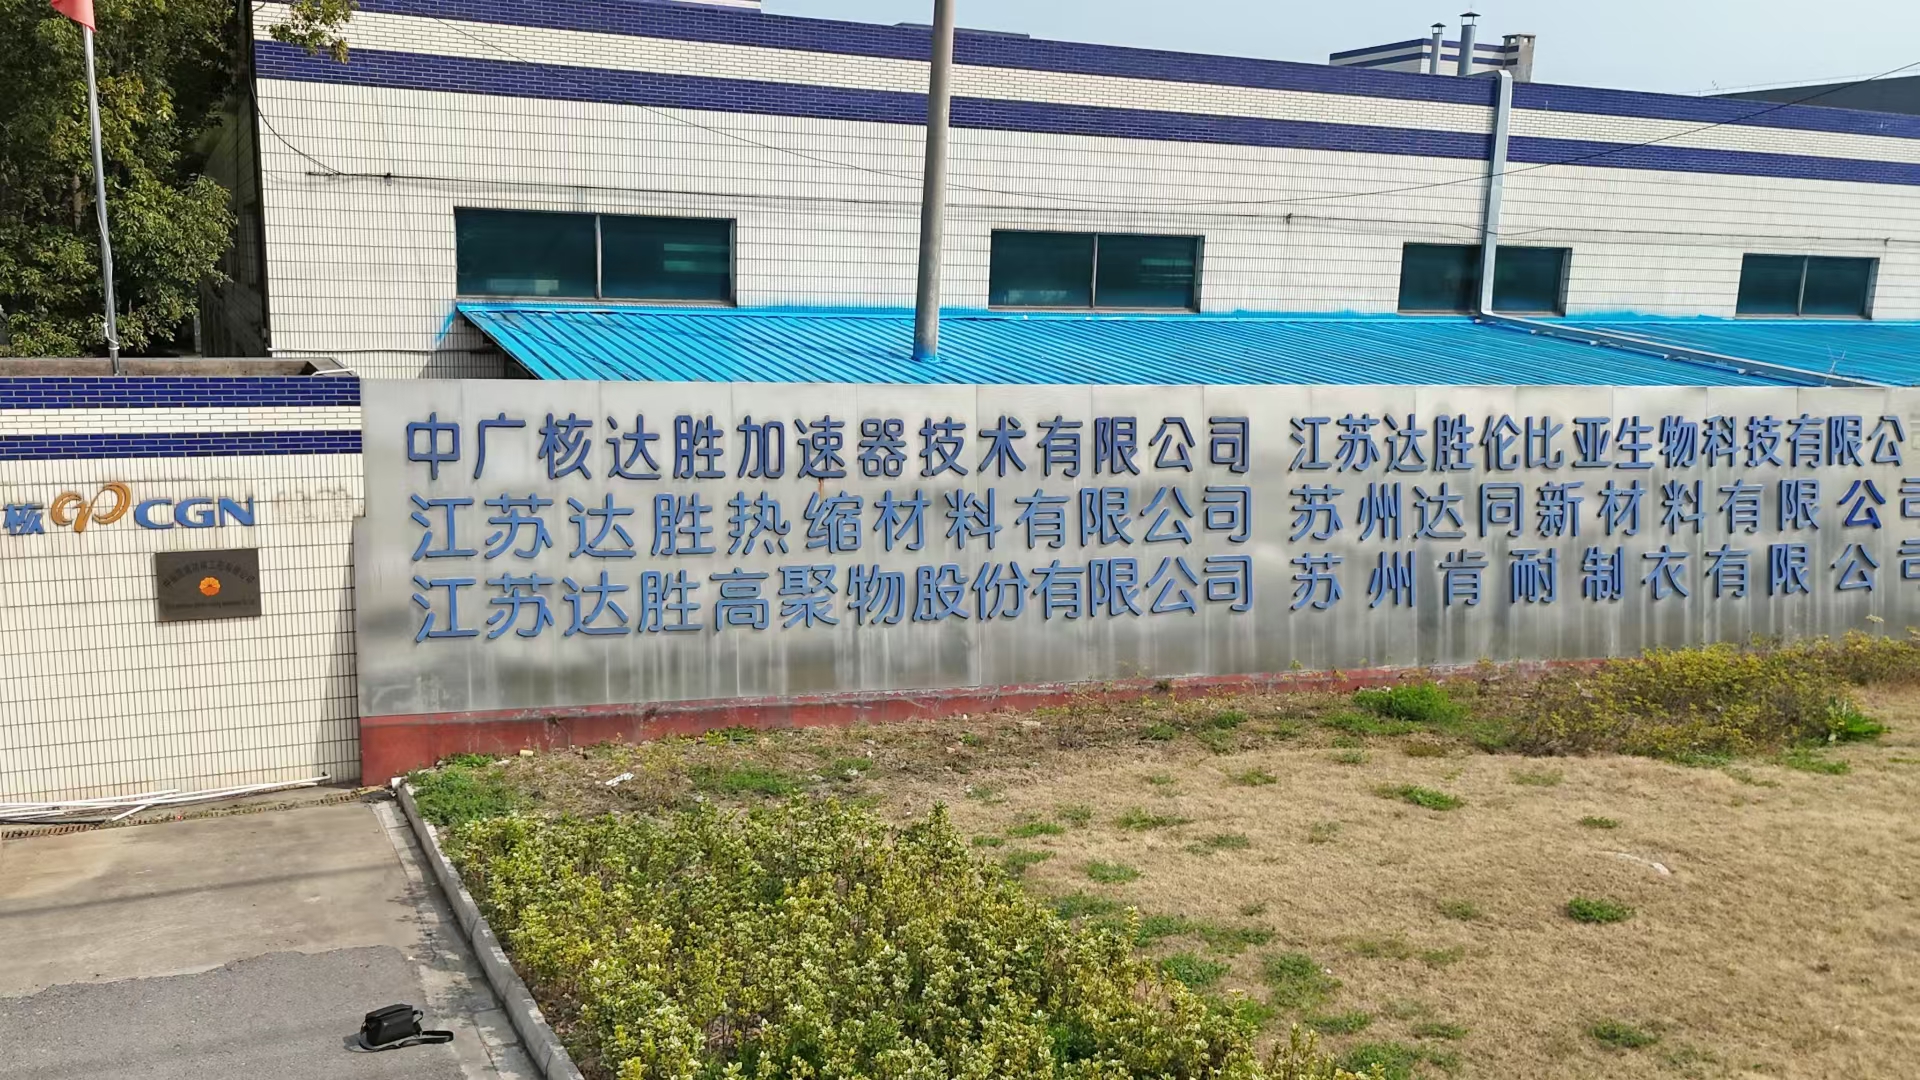 核 CGN
中广核达胜加速器技术有限公司
江苏达胜热缩材料有限公司
江苏达胜高聚物股份有限公司
江苏达胜伦比亚生物科技有限公
苏州达同新材料有限公司
苏州肯耐制衣有限公司